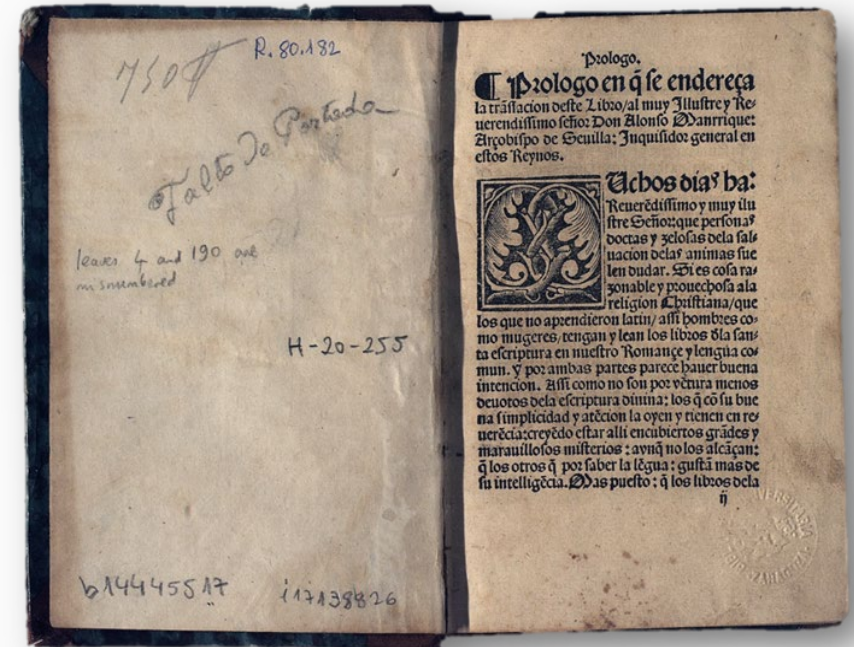 750
R. 80.182
Falto De Portada
leaves 4 and 190 are
misnumbered
H-20-255
b14445517
i17138826
Prologo.
¶ Prologo en q̃ se endereça
la trãslacion deste Libro/al muy Illustre y Re-
uerendissimo señor Don Alonso Manrrique:
Arçobispo de Seuilla: Inquisidor general en
estos Reynos.
Uchos dias ha:
Reuerẽdissimo y muy ilu
stre Señor:que personas
doctas y zelosas dela sal-
uacion delas animas sue
len dudar. Si es cosa ra-
zonable y prouechosa ala
religion Christiana/que
los que no aprendieron latin/ assi hombres co-
mo mugeres/tengan y lean los libros dla san-
ta escriptura en nuestro Romançe y lengua co-
mun. y por ambas partes parece hauer buena
intencion. Assi como no son por vẽtura menos
deuotos dela escriptura diuina: los q̃ cõ su bue
na simplicidad y atẽcion la oyen y tienen en re-
uerẽcia:creyẽdo estar alli encubiertos grãdes y
marauillosos misterios : avnq̃ no los alcãçan:
q̃ los otros q̃ por saber la lẽgua : gustã mas de
su intelligẽcia. Mas puesto : q̃ los libros dela
ij